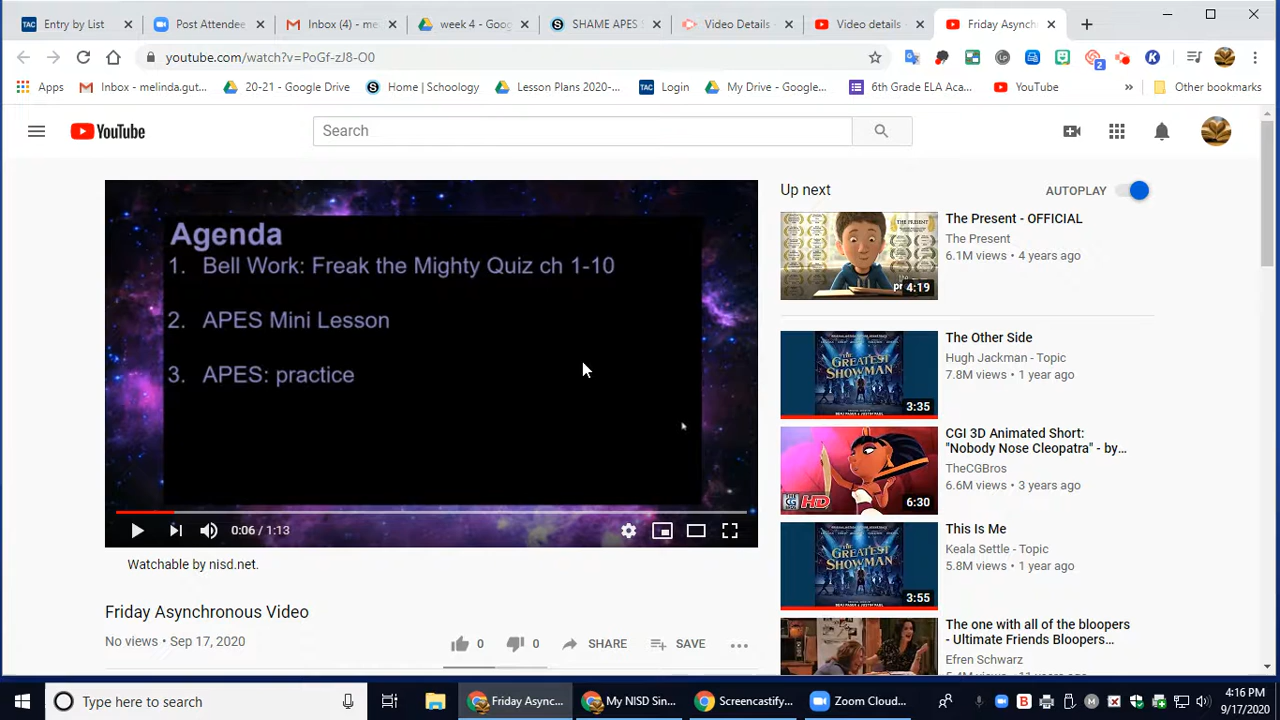 Entry by List
Post Attendee
Inbox (4) - me
week 4 - Goog
SHAME APES
Video Details -
Video details -
Friday Asynchr
youtube.com/watch?v=PoGf-zJ8-O0
2
Apps
Inbox - melinda.gut...
20-21 - Google Drive
Home | Schoology
Lesson Plans 2020-...
TAC Login
My Drive - Google...
6th Grade ELA Aca...
YouTube
»
Other bookmarks
YouTube
Search
Agenda
1. Bell Work: Freak the Mighty Quiz ch 1-10
2. APES Mini Lesson
3. APES: practice
0:06 / 1:13
Watchable by nisd.net.
Friday Asynchronous Video
No views • Sep 17, 2020
0
0
SHARE
SAVE
Up next
AUTOPLAY
4:19
The Present - OFFICIAL
The Present
6.1M views • 4 years ago
3:35
The Other Side
Hugh Jackman - Topic
7.8M views • 1 year ago
HD
6:30
CGI 3D Animated Short:
"Nobody Nose Cleopatra" - by...
TheCGBros
6.6M views • 3 years ago
3:55
This Is Me
Keala Settle - Topic
5.8M views • 1 year ago
The one with all of the bloopers
- Ultimate Friends Bloopers...
Efren Schwarz
Type here to search
Friday Async...
My NISD Sin...
Screencastify...
Zoom Cloud...
4:16 PM
9/17/2020